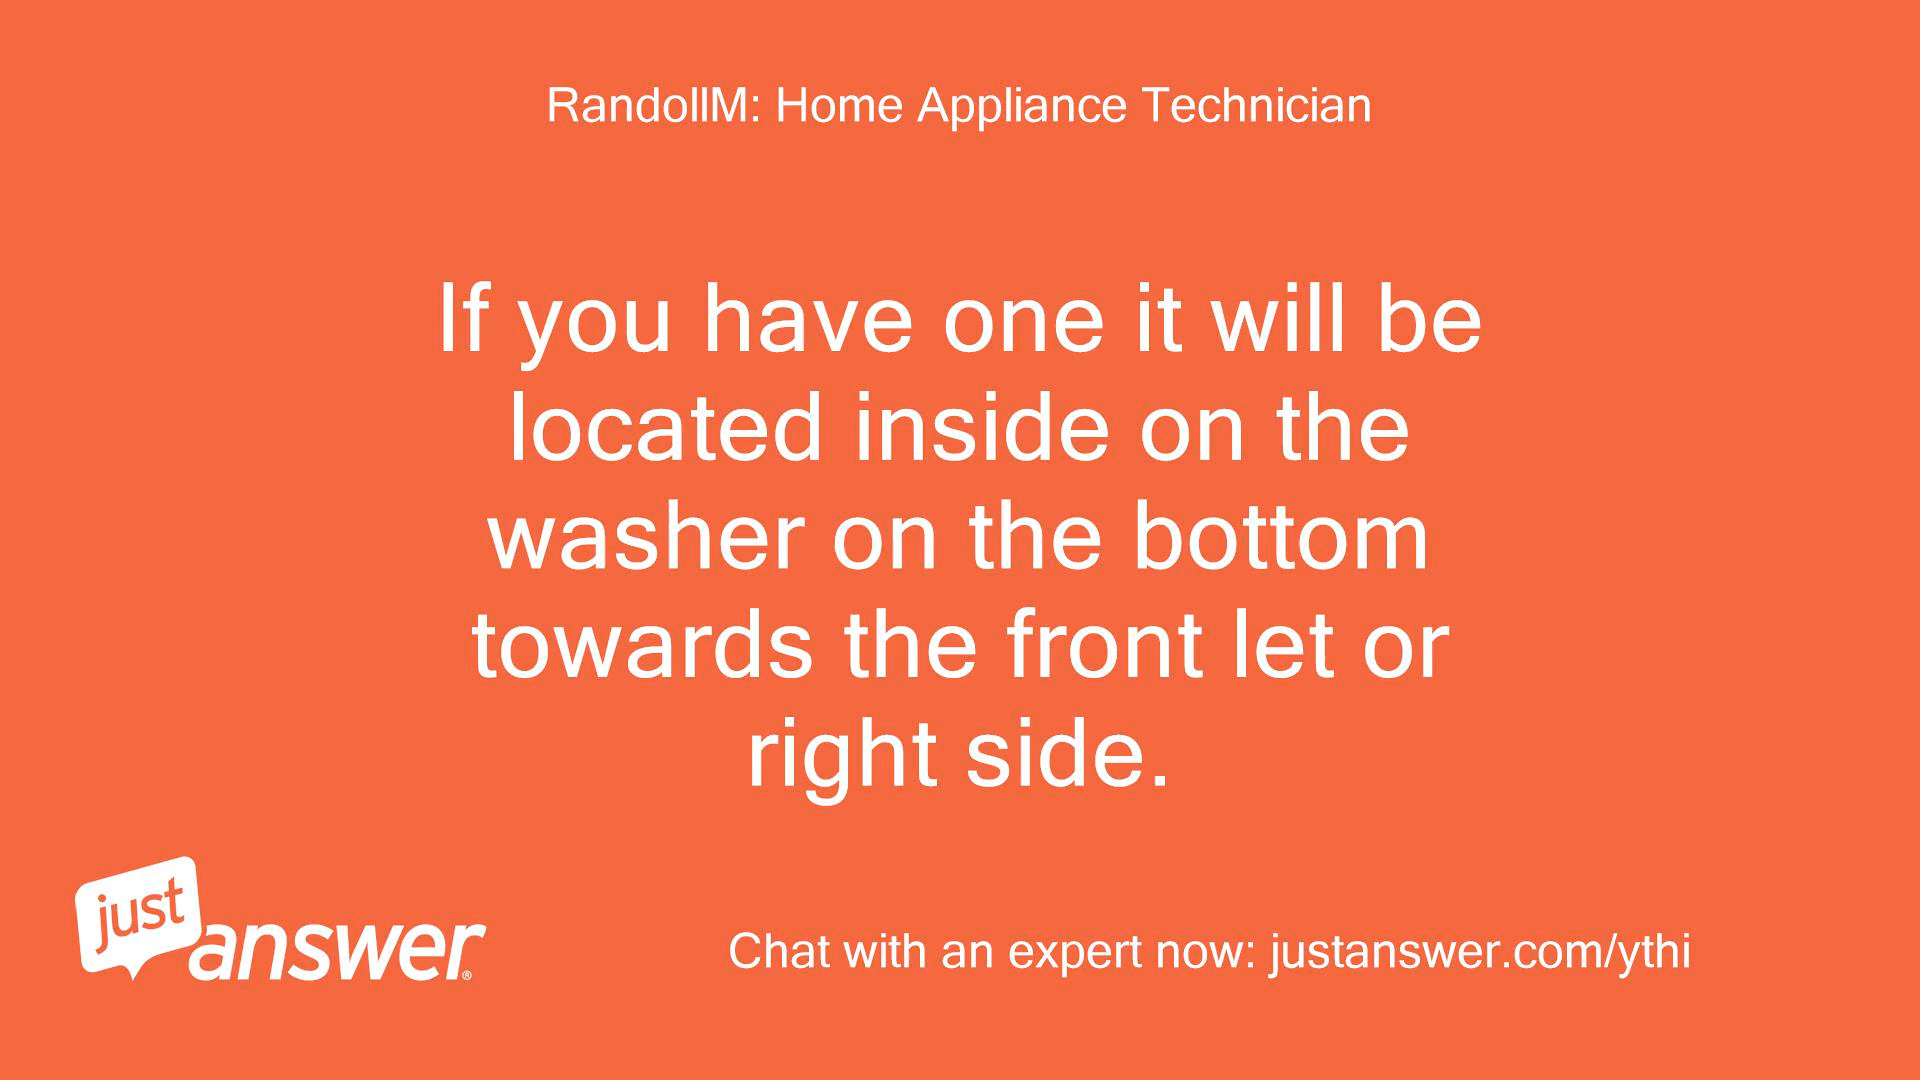 RandollM: Home Appliance Technician
If you have one it will be
located inside on the
washer on the bottom
towards the front let or
right side.
just
answer®
Chat with an expert now: justanswer.com/ythi